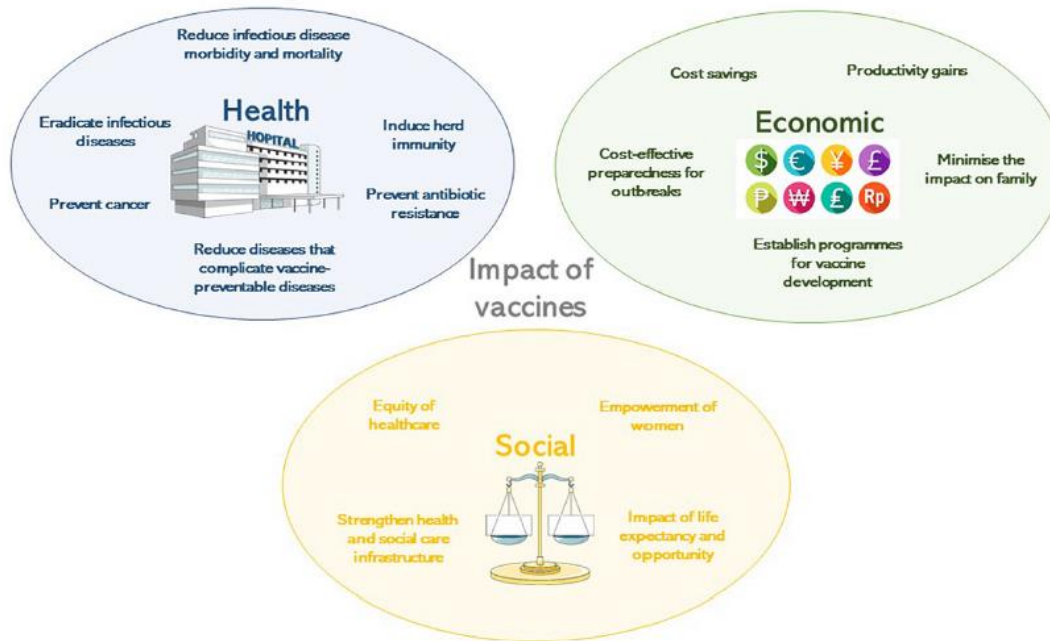 Reduce infectious disease
morbidity and mortality
Health
Eradicate infectious
diseases
HOPITAL
Induce herd
immunity
Prevent cancer
Prevent antibiotic
resistance
Reduce diseases that
complicate vaccine-
preventable diseases
Cost savings
Productivity gains
Economic
Cost-effective
preparedness for
outbreaks
$ € ¥ £
₱ ₩ ₤ Rp
Minimise the
impact on family
Establish programmes
for vaccine
development
Impact of
vaccines
Equity of
healthcare
Empowerment of
women
Social
Strengthen health
and social care
infrastructure
Impact of life
expectancy and
opportunity